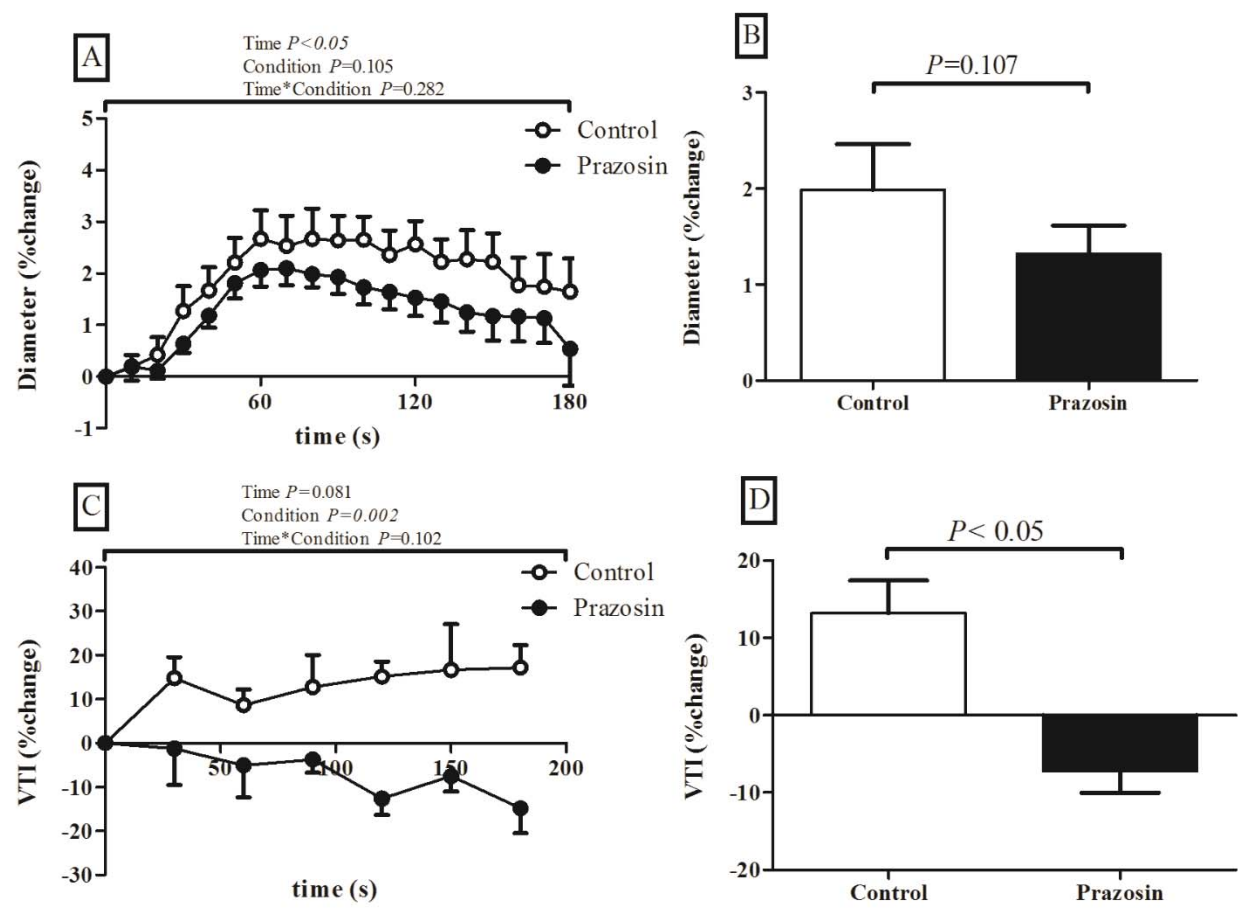 A
Time P<0.05
Condition P=0.105
Time*Condition P=0.282
Control
Prazosin
Diameter (%change)
5
4
3
2
1
0
-1
60
120
180
time (s)
B
P=0.107
Diameter (%change)
3
2
1
0
Control
Prazosin
C
Time P=0.081
Condition P=0.002
Time*Condition P=0.102
Control
Prazosin
VTI (%change)
40
30
20
10
0
-10
-20
-30
50
100
150
200
time (s)
D
P< 0.05
VTI (%change)
20
10
0
-10
-20
Control
Prazosin